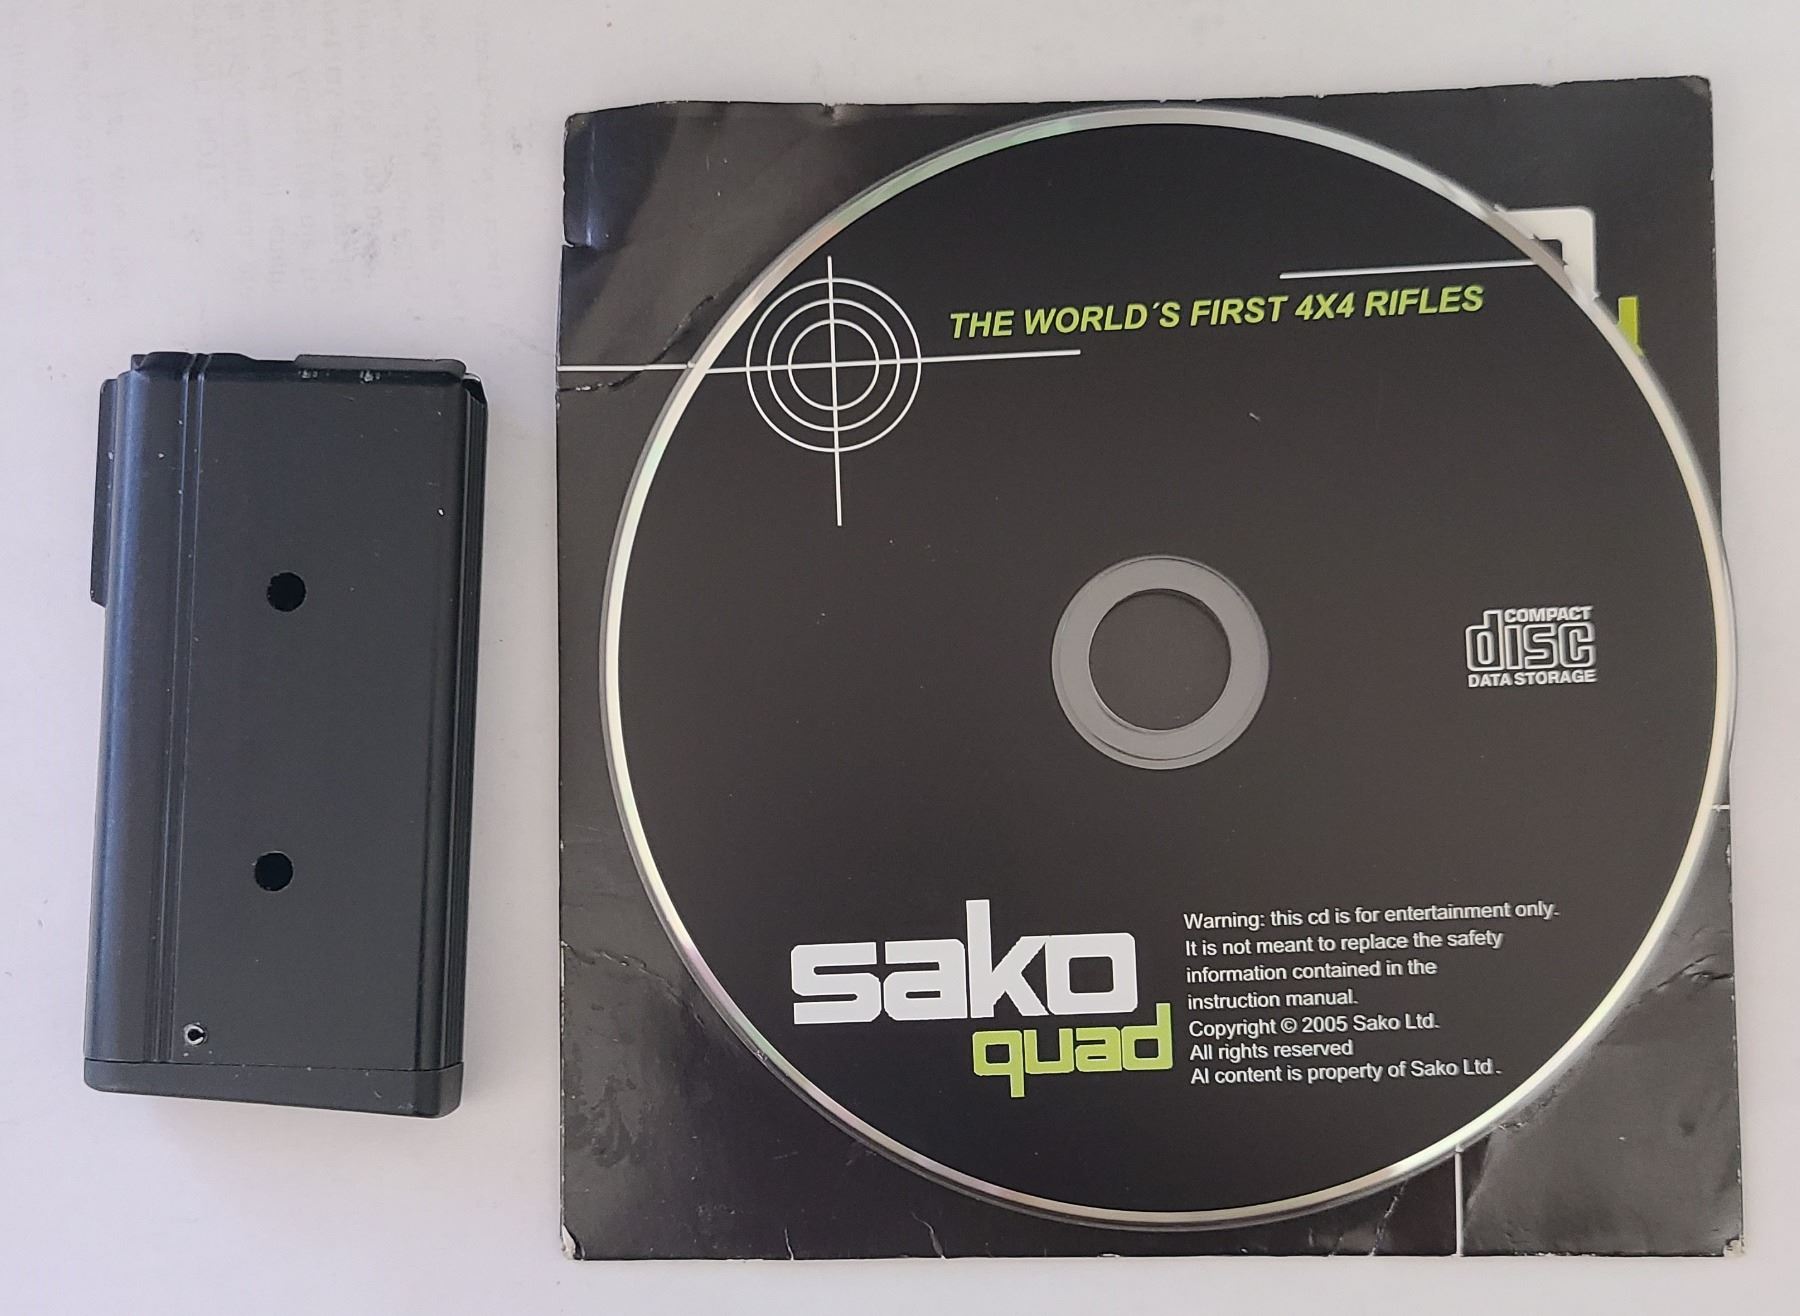 THE WORLD´S FIRST 4X4 RIFLES
COMPACT
disc
DATA STORAGE
sako
quad
Warning: this cd is for entertainment only.
It is not meant to replace the safety
information contained in the
instruction manual.
Copyright © 2005 Sako Ltd.
All rights reserved
Al content is property of Sako Ltd.